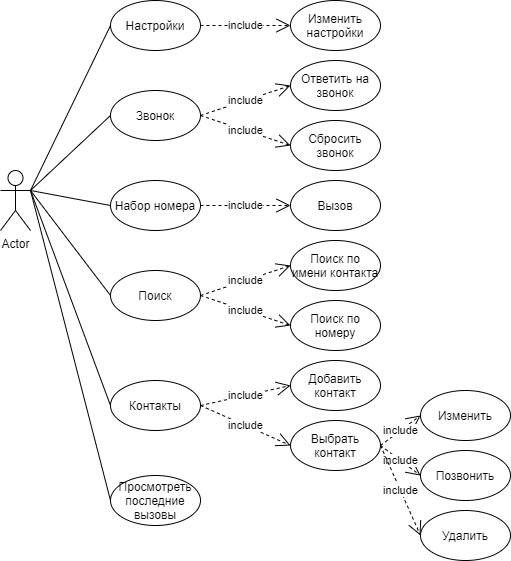 Настройки
include
Изменить
настройки
Звонок
include
Ответить на
звонок
include
Сбросить
звонок
Actor
Набор номера
include
Вызов
Поиск
include
Поиск по
имени контакта
include
Поиск по
номеру
Контакты
include
Добавить
контакт
include
Выбрать
контакт
include
Изменить
include
Позвонить
include
Удалить
Просмотреть
последние
вызовы